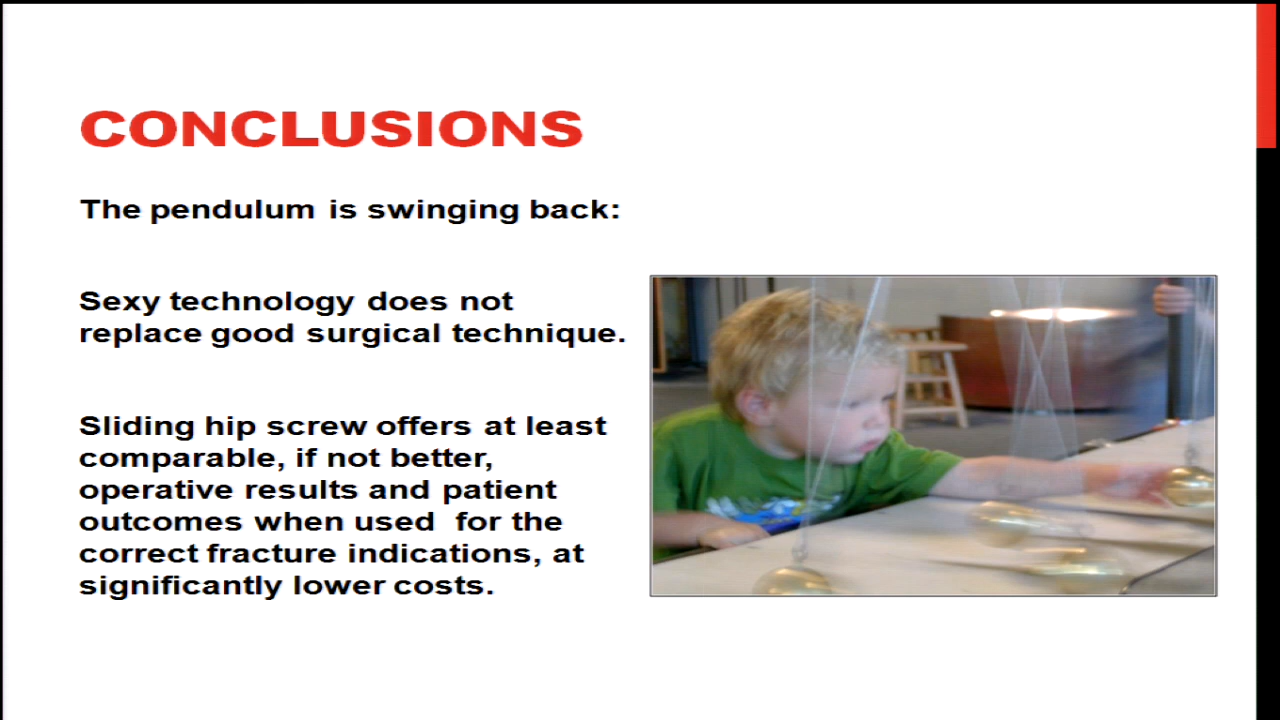 CONCLUSIONS
The pendulum is swinging back:
Sexy technology does not
replace good surgical technique.
Sliding hip screw offers at least
comparable, if not better,
operative results and patient
outcomes when used  for the
correct fracture indications, at
significantly lower costs.